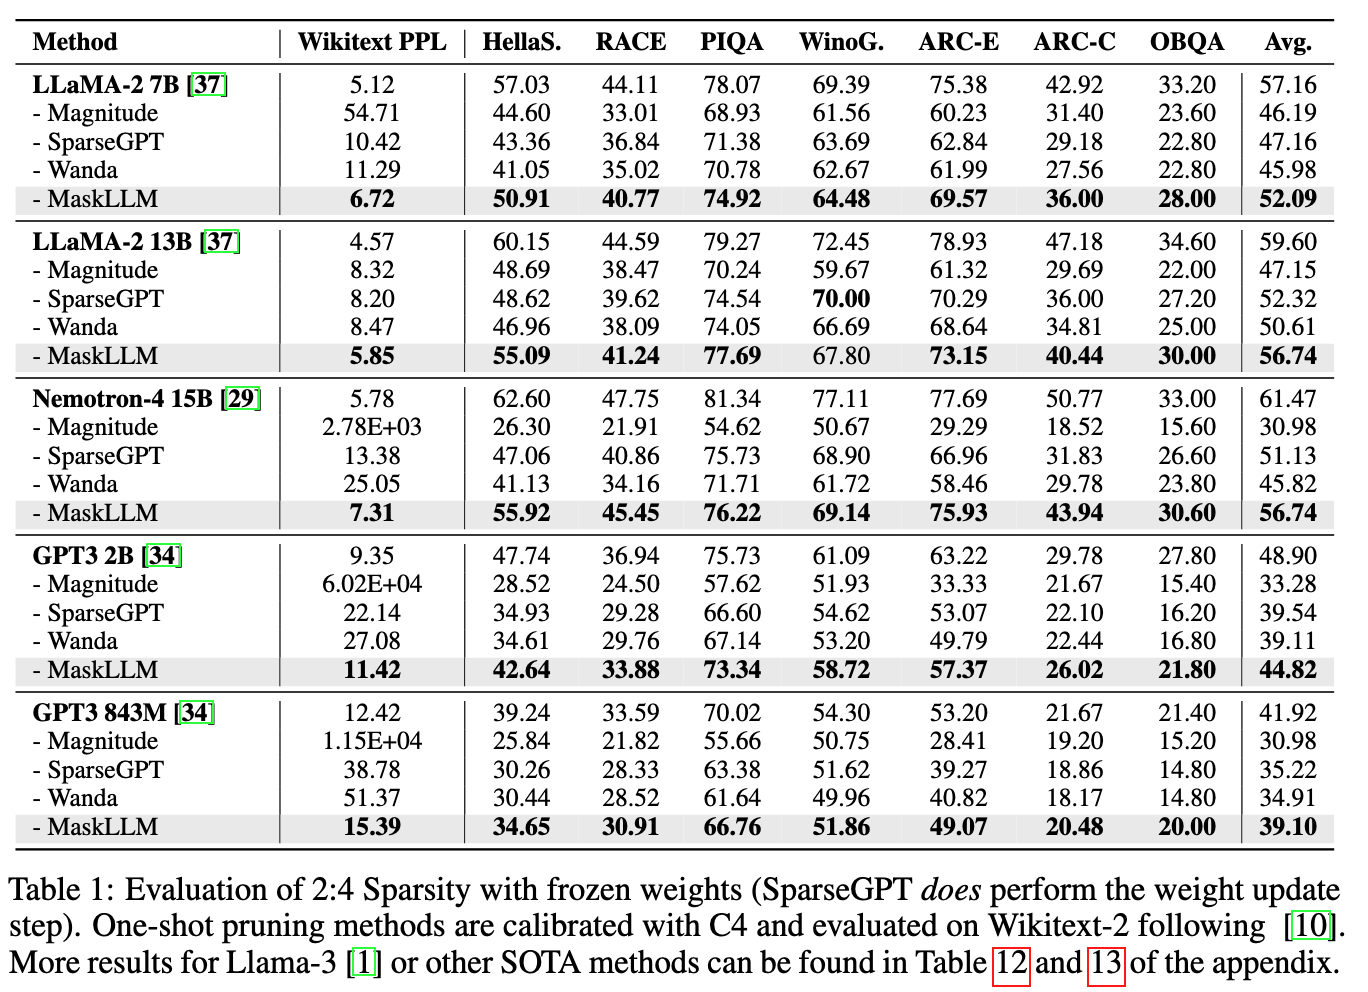 Method Wikitext PPL HellaS. RACE PIQA WinoG. ARC-E ARC-C OBQA Avg.
LLaMA-2 7B [37] 5.12 57.03 44.11 78.07 69.39 75.38 42.92 33.20 57.16
- Magnitude 54.71 44.60 33.01 68.93 61.56 60.23 31.40 23.60 46.19
- SparseGPT 10.42 43.36 36.84 71.38 63.69 62.84 29.18 22.80 47.16
- Wanda 11.29 41.05 35.02 70.78 62.67 61.99 27.56 22.80 45.98
- MaskLLM 6.72 50.91 40.77 74.92 64.48 69.57 36.00 28.00 52.09
LLaMA-2 13B [37] 4.57 60.15 44.59 79.27 72.45 78.93 47.18 34.60 59.60
- Magnitude 8.32 48.69 38.47 70.24 59.67 61.32 29.69 22.00 47.15
- SparseGPT 8.20 48.62 39.62 74.54 70.00 70.29 36.00 27.20 52.32
- Wanda 8.47 46.96 38.09 74.05 66.69 68.64 34.81 25.00 50.61
- MaskLLM 5.85 55.09 41.24 77.69 67.80 73.15 40.44 30.00 56.74
Nemotron-4 15B [29] 5.78 62.60 47.75 81.34 77.11 77.69 50.77 33.00 61.47
- Magnitude 2.78E+03 26.30 21.91 54.62 50.67 29.29 18.52 15.60 30.98
- SparseGPT 13.38 47.06 40.86 75.73 68.90 66.96 31.83 26.60 51.13
- Wanda 25.05 41.13 34.16 71.71 61.72 58.46 29.78 23.80 45.82
- MaskLLM 7.31 55.92 45.45 76.22 69.14 75.93 43.94 30.60 56.74
GPT3 2B [34] 9.35 47.74 36.94 75.73 61.09 63.22 29.78 27.80 48.90
- Magnitude 6.02E+04 28.52 24.50 57.62 51.93 33.33 21.67 15.40 33.28
- SparseGPT 22.14 34.93 29.28 66.60 54.62 53.07 22.10 16.20 39.54
- Wanda 27.08 34.61 29.76 67.14 53.20 49.79 22.44 16.80 39.11
- MaskLLM 11.42 42.64 33.88 73.34 58.72 57.37 26.02 21.80 44.82
GPT3 843M [34] 12.42 39.24 33.59 70.02 54.30 53.20 21.67 21.40 41.92
- Magnitude 1.15E+04 25.84 21.82 55.66 50.75 28.41 19.20 15.20 30.98
- SparseGPT 38.78 30.26 28.33 63.38 51.62 39.27 18.86 14.80 35.22
- Wanda 51.37 30.44 28.52 61.64 49.96 40.82 18.17 14.80 34.91
- MaskLLM 15.39 34.65 30.91 66.76 51.86 49.07 20.48 20.00 39.10
Table 1: Evaluation of 2:4 Sparsity with frozen weights (SparseGPT does perform the weight update
step). One-shot pruning methods are calibrated with C4 and evaluated on Wikitext-2 following [10].
More results for Llama-3 [1] or other SOTA methods can be found in Table 12 and 13 of the appendix.